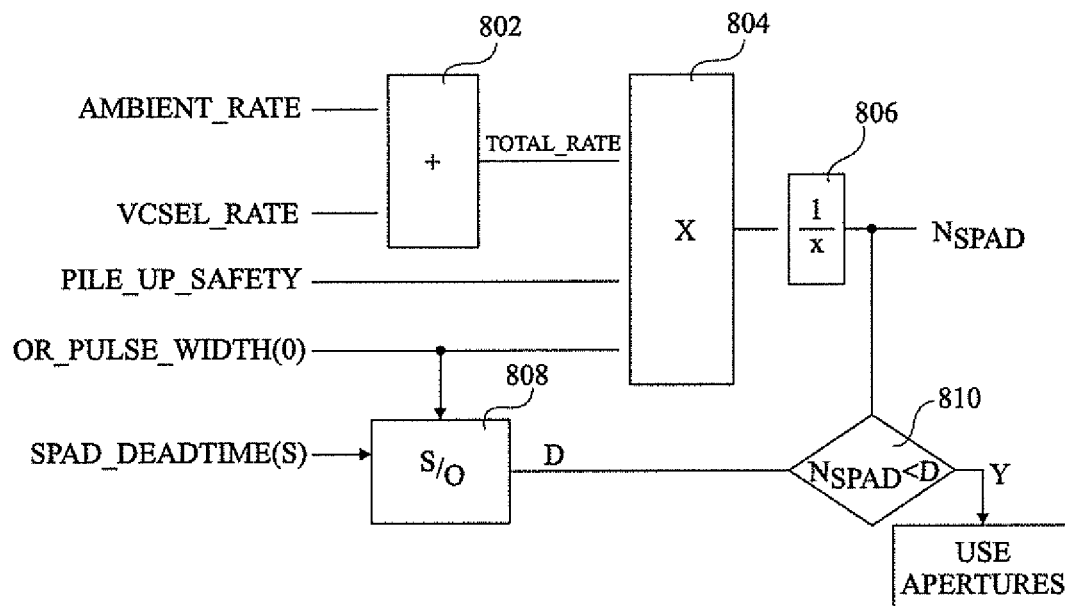 802
804
AMBIENT_RATE
+
TOTAL_RATE
806
VCSEL_RATE
X
1
x
NSPAD
PILE_UP_SAFETY
OR_PULSE_WIDTH(0)
808
810
SPAD_DEADTIME(S)
S/O
D
NSPAD<D
Y
USE
APERTURES